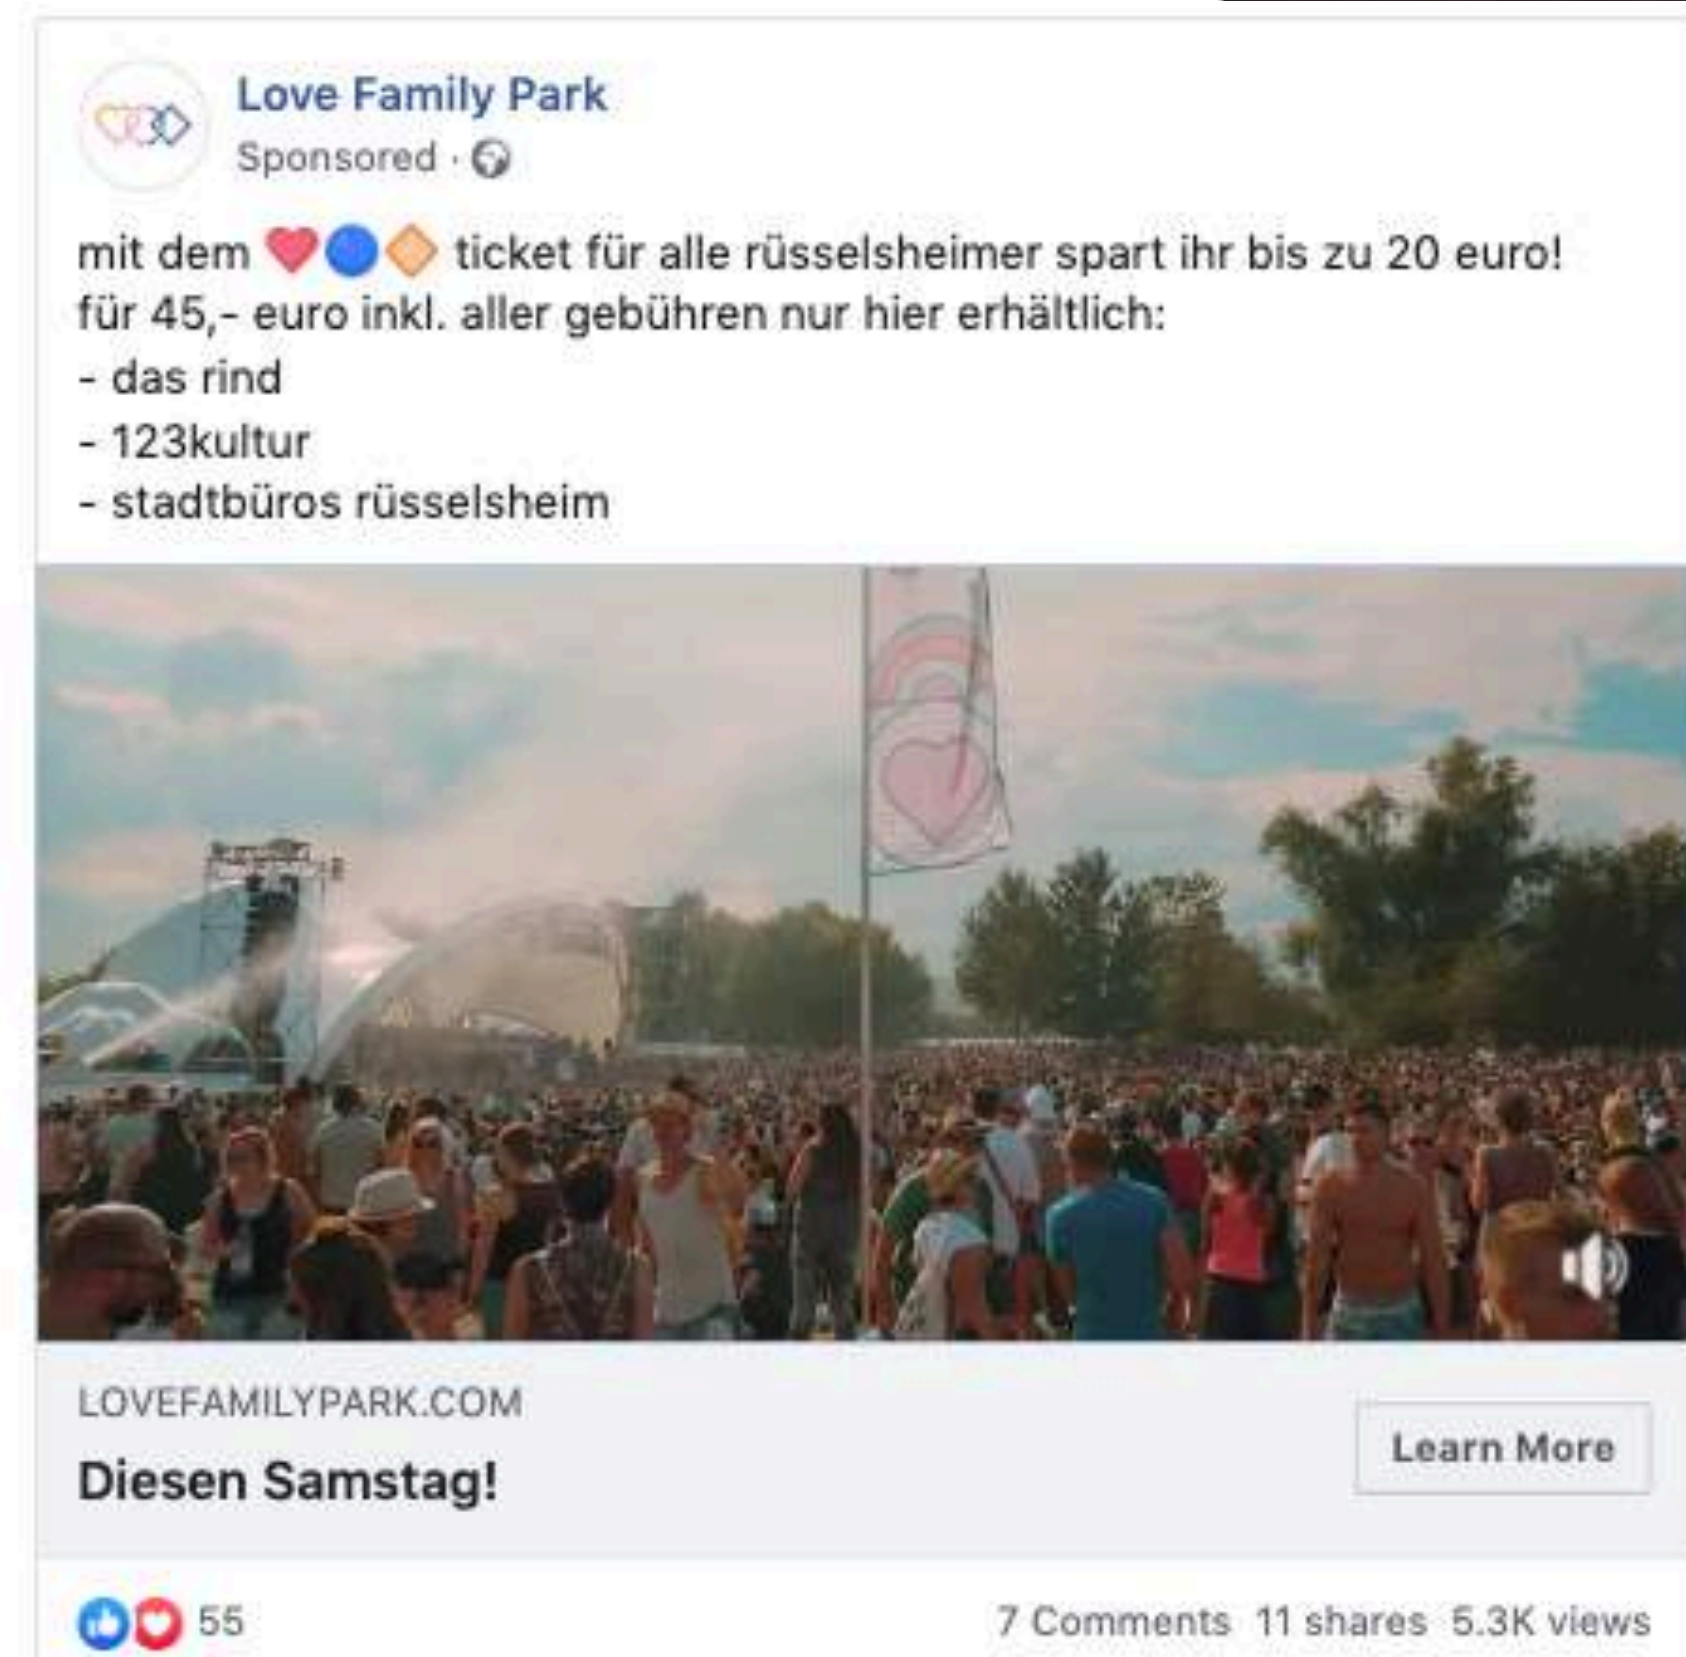 Love Family Park
Sponsored ·
mit dem ❤️🔵🔶 ticket für alle rüsselsheimer spart ihr bis zu 20 euro!
für 45,- euro inkl. aller gebühren nur hier erhältlich:
- das rind
- 123kultur
- stadtbüros rüsselsheim
LOVEFAMILYPARK.COM
Learn More
Diesen Samstag!
55
7 Comments 11 shares 5.3K views